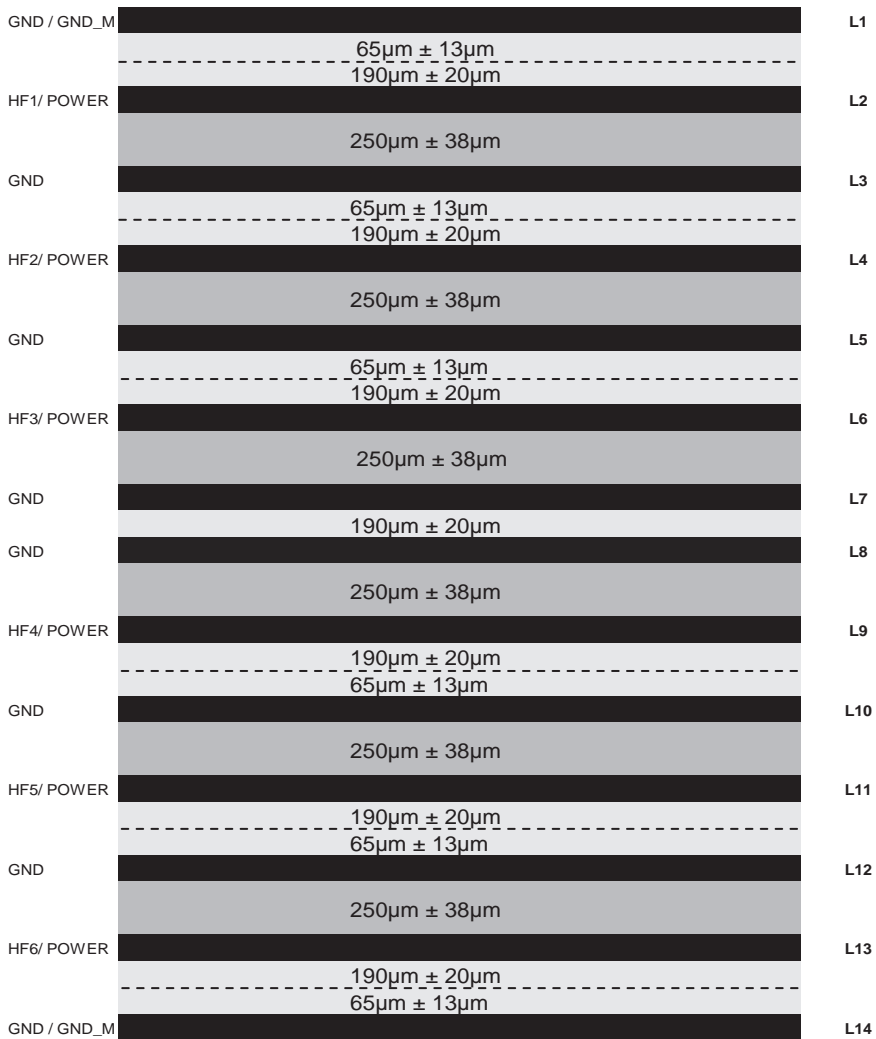 GND / GND_M L1
65µm ± 13µm
190µm ± 20µm
HF1/ POWER L2
250µm ± 38µm
GND L3
65µm ± 13µm
190µm ± 20µm
HF2/ POWER L4
250µm ± 38µm
GND L5
65µm ± 13µm
190µm ± 20µm
HF3/ POWER L6
250µm ± 38µm
GND L7
190µm ± 20µm
GND L8
250µm ± 38µm
HF4/ POWER L9
190µm ± 20µm
65µm ± 13µm
GND L10
250µm ± 38µm
HF5/ POWER L11
190µm ± 20µm
65µm ± 13µm
GND L12
250µm ± 38µm
HF6/ POWER L13
190µm ± 20µm
65µm ± 13µm
GND / GND_M L14